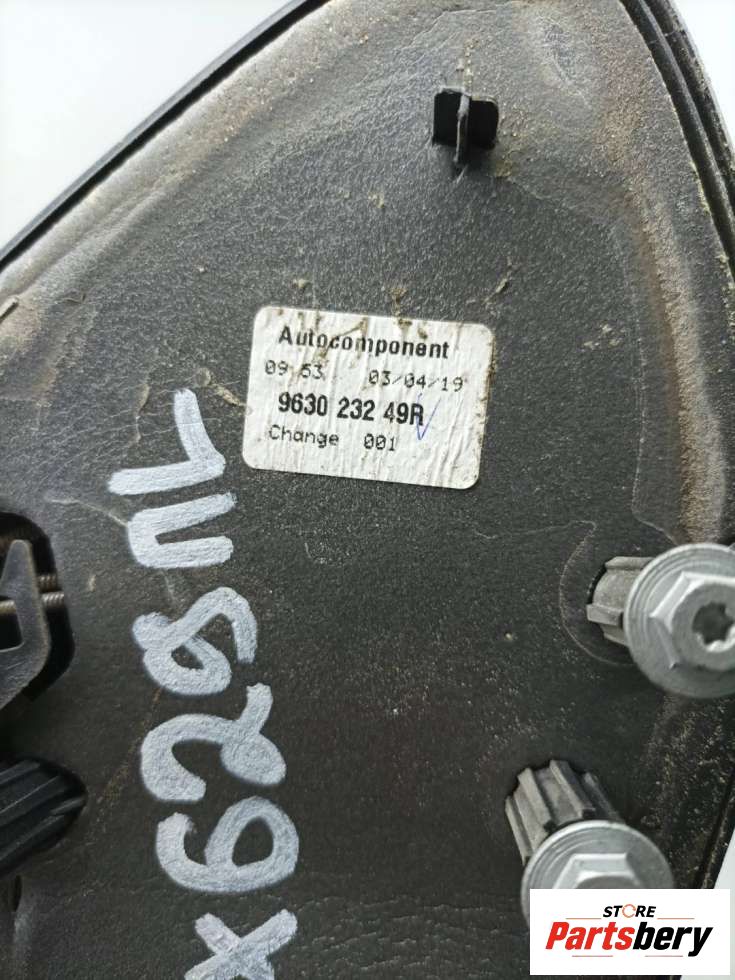 Autocomponent
09:53 03/04/19
9630 232 49R
Change 001
STORE
Partsbery